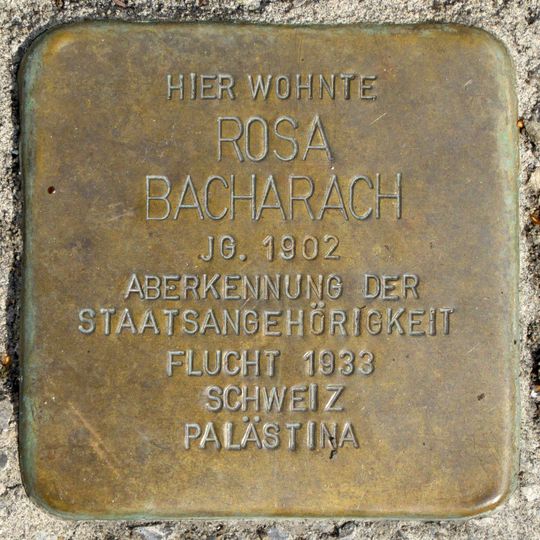 HIER WOHNTE
ROSA
BACHARACH
JG. 1902
ABERKENNUNG DER
STAATSANGEHÖRIGKEIT
FLUCHT 1933
SCHWEIZ
PALÄSTINA